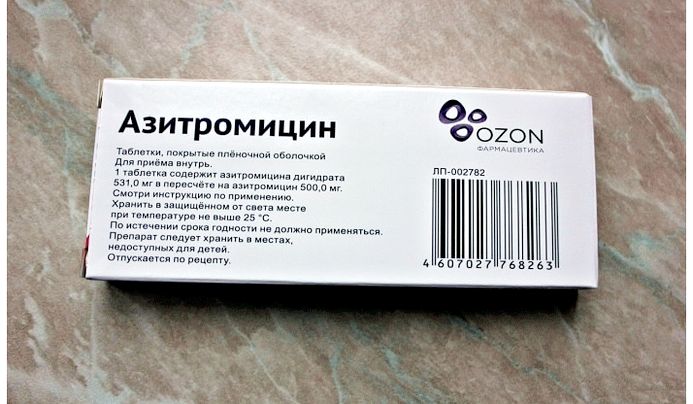 Азитромицин
OZON
ФАРМАЦЕВТИКА
Таблетки, покрытые плёночной оболочкой
Для приёма внутрь.
1 таблетка содержит азитромицина дигидрата
531,0 мг в пересчёте на азитромицин 500,0 мг.
Смотри инструкцию по применению.
Хранить в защищённом от света месте
при температуре не выше 25 °С.
По истечении срока годности не должно применяться.
Препарат следует хранить в местах,
недоступных для детей.
Отпускается по рецепту.
ЛП-002782
4 607027 768263